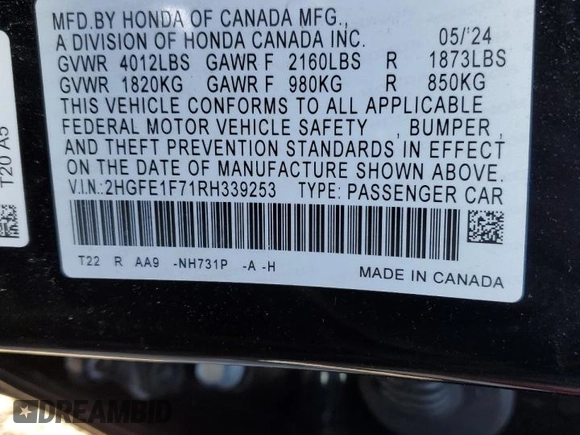 MFD.BY HONDA OF CANADA MFG.,
A DIVISION OF HONDA CANADA INC. 05/'24
GVWR 4012LBS GAWR F 2160LBS R 1873LBS
GVWR 1820KG GAWR F 980KG R 850KG
THIS VEHICLE CONFORMS TO ALL APPLICABLE
FEDERAL MOTOR VEHICLE SAFETY , BUMPER ,
AND THEFT PREVENTION STANDARDS IN EFFECT
ON THE DATE OF MANUFACTURE SHOWN ABOVE.
V.I.N.:2HGFE1F71RH339253 TYPE: PASSENGER CAR
T22 R AA9 -NH731P -A -H
MADE IN CANADA
T20 A5
DREAMBID